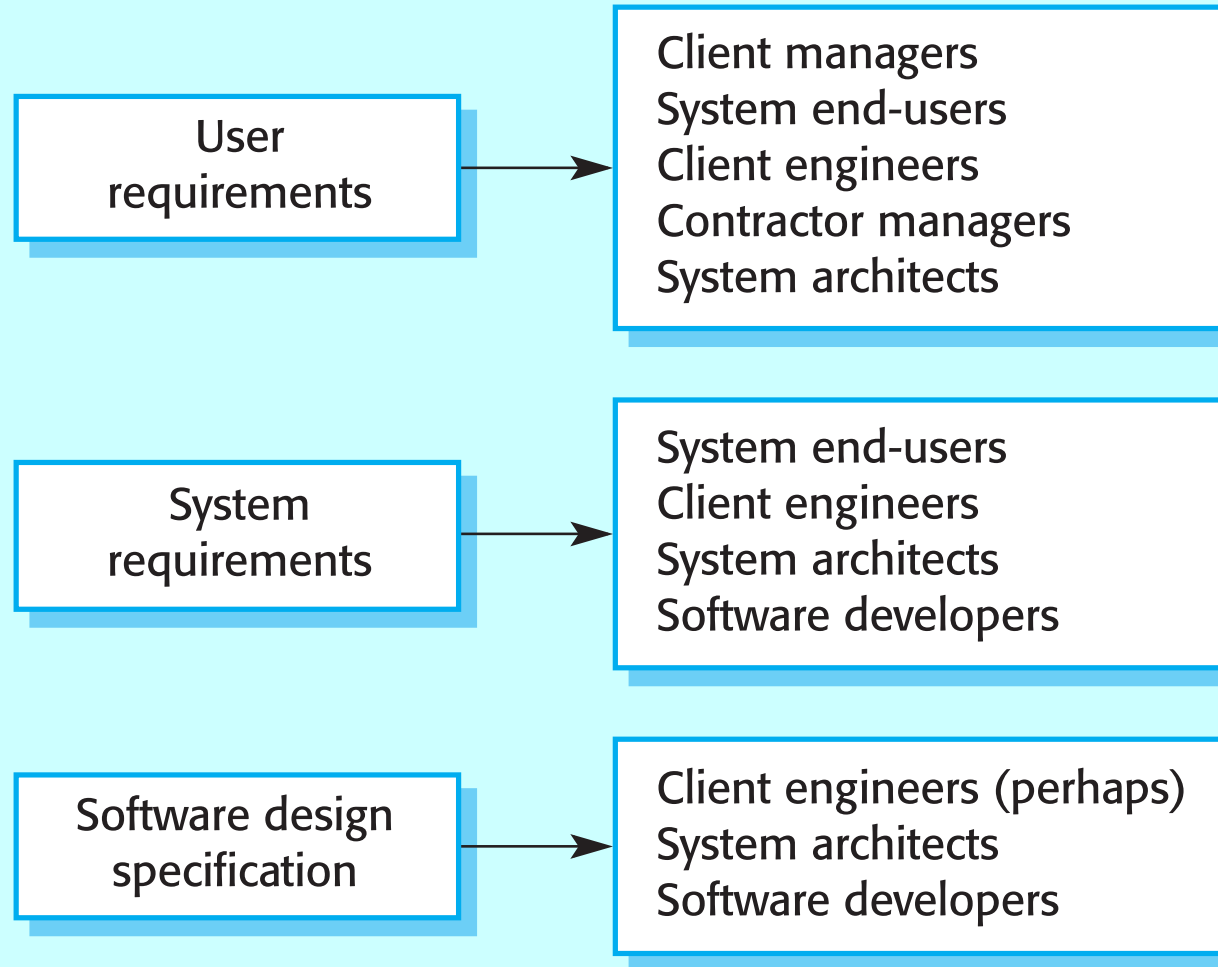 User
requirements
Client managers
System end-users
Client engineers
Contractor managers
System architects
System
requirements
System end-users
Client engineers
System architects
Software developers
Software design
specification
Client engineers (perhaps)
System architects
Software developers